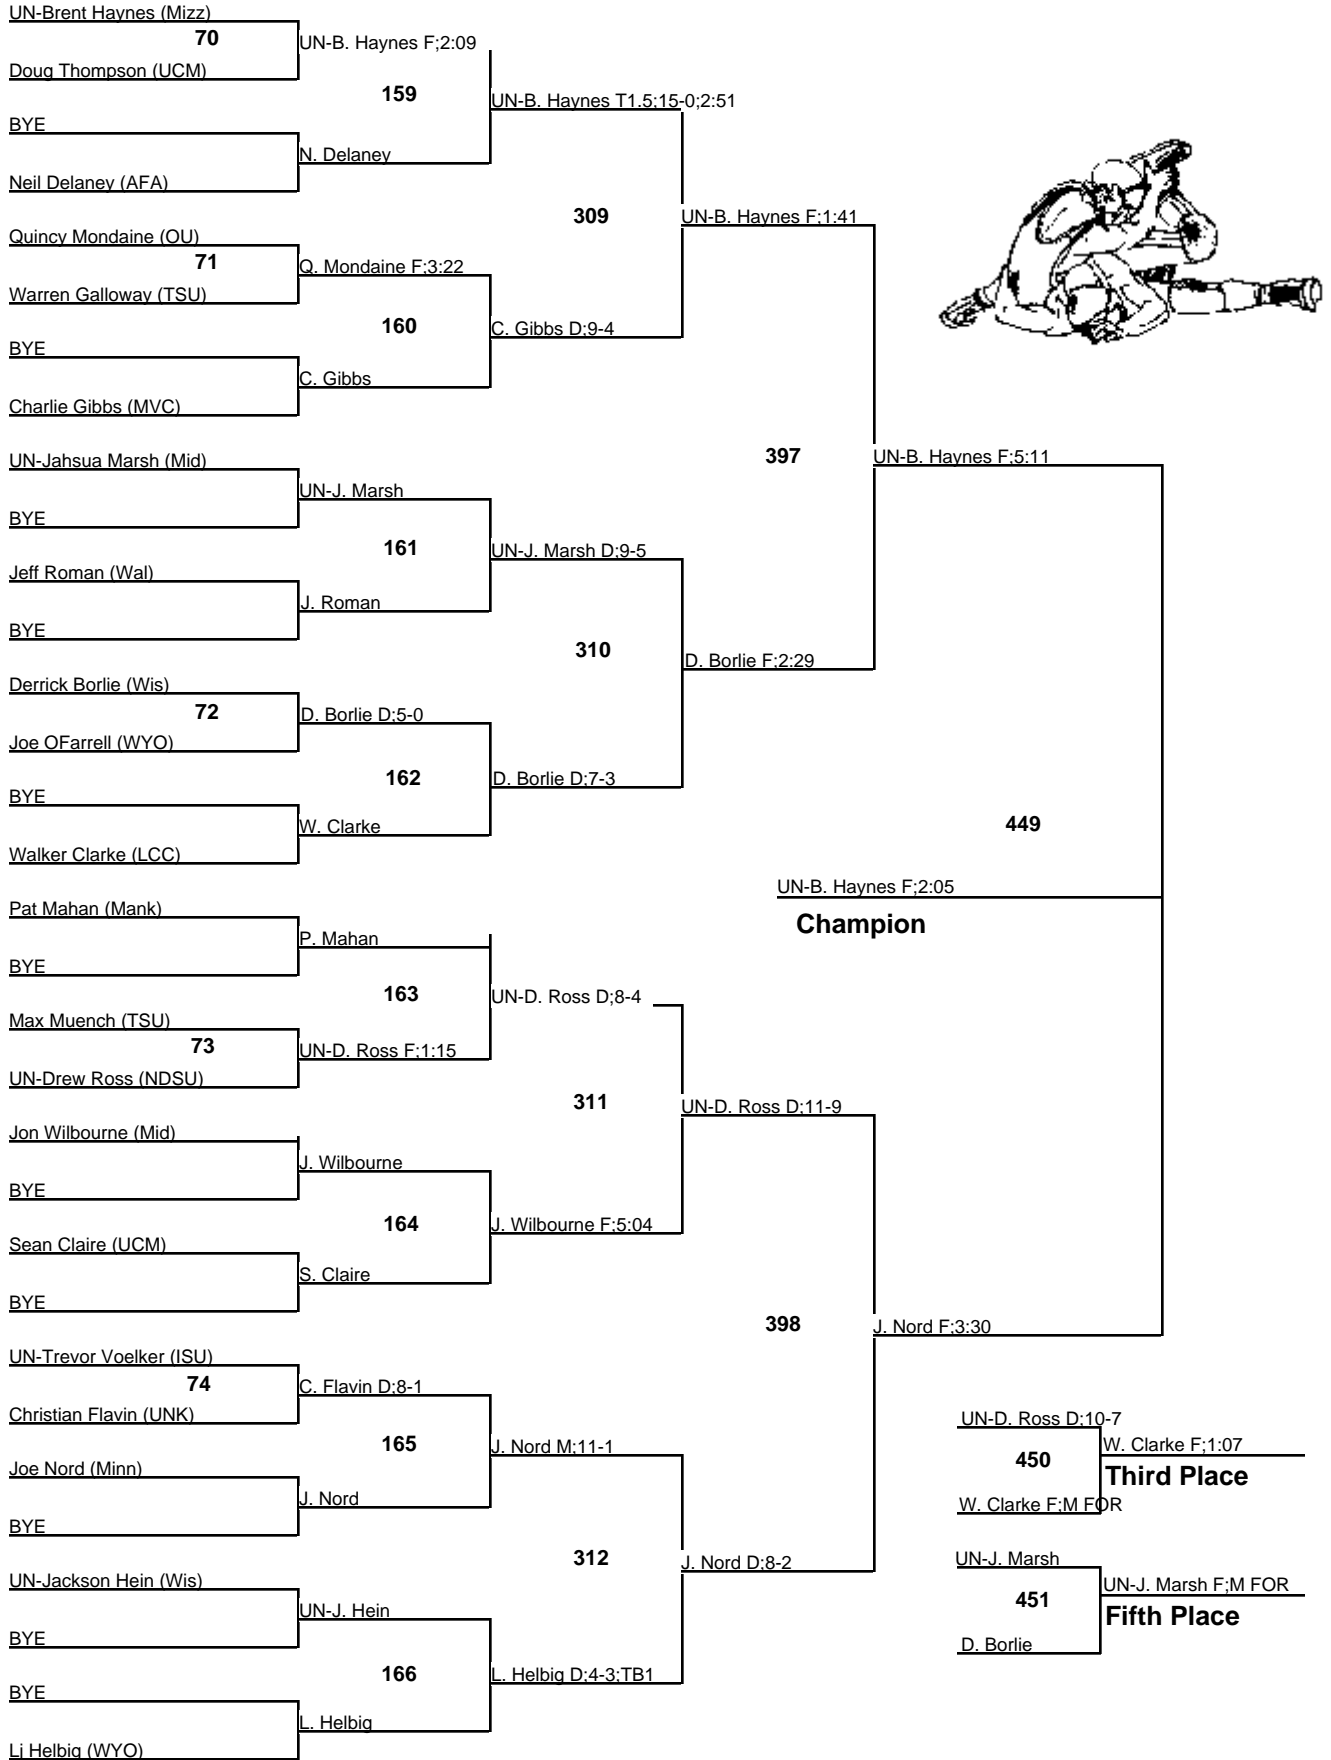 UN-Brent Haynes (Mizz)
70
UN-B. Haynes F;2:09
Doug Thompson (UCM)
159
UN-B. Haynes T1.5;15-0;2:51
BYE
N. Delaney
Neil Delaney (AFA)
309
UN-B. Haynes F;1:41
Quincy Mondaine (OU)
71
Q. Mondaine F;3:22
Warren Galloway (TSU)
160
C. Gibbs D;9-4
BYE
C. Gibbs
Charlie Gibbs (MVC)
397
UN-B. Haynes F;5:11
UN-Jahsua Marsh (Mid)
UN-J. Marsh
BYE
161
UN-J. Marsh D;9-5
Jeff Roman (Wal)
J. Roman
BYE
310
D. Borlie F;2:29
Derrick Borlie (Wis)
72
D. Borlie D;5-0
Joe OFarrell (WYO)
162
D. Borlie D;7-3
BYE
W. Clarke
Walker Clarke (LCC)
449
UN-B. Haynes F;2:05
Champion
Pat Mahan (Mank)
P. Mahan
BYE
163
UN-D. Ross D;8-4
Max Muench (TSU)
73
UN-D. Ross F;1:15
UN-Drew Ross (NDSU)
311
UN-D. Ross D;11-9
Jon Wilbourne (Mid)
J. Wilbourne
BYE
164
J. Wilbourne F;5:04
Sean Claire (UCM)
S. Claire
BYE
398
J. Nord F;3:30
UN-Trevor Voelker (ISU)
74
C. Flavin D;8-1
Christian Flavin (UNK)
165
J. Nord M;11-1
Joe Nord (Minn)
J. Nord
BYE
312
J. Nord D;8-2
UN-Jackson Hein (Wis)
UN-J. Hein
BYE
166
L. Helbig D;4-3;TB1
BYE
L. Helbig
Lj Helbig (WYO)
UN-D. Ross D;10-7
450
W. Clarke F;1:07
Third Place
W. Clarke F;M FOR
UN-J. Marsh
451
UN-J. Marsh F;M FOR
Fifth Place
D. Borlie